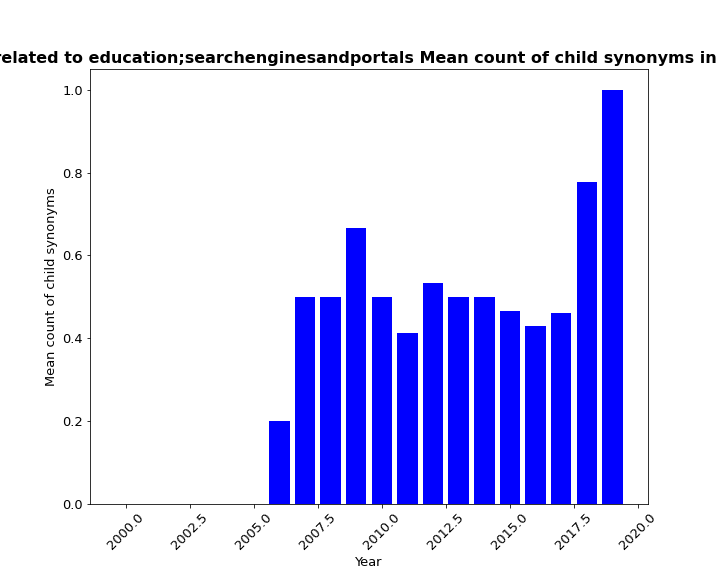 related to education;searchenginesandportals Mean count of child synonyms in
1.0
0.8
0.6
0.4
0.2
0.0
Mean count of child synonyms
2000.0 2002.5 2005.0 2007.5 2010.0 2012.5 2015.0 2017.5 2020.0
Year